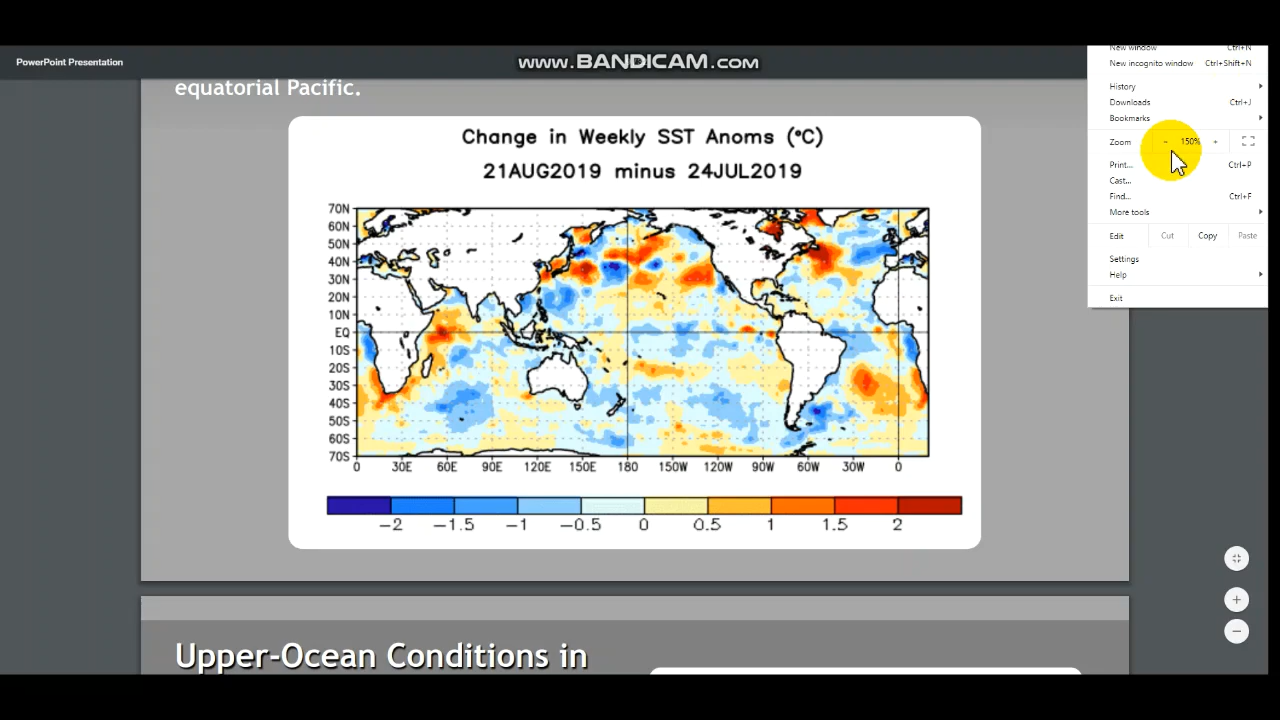 PowerPoint Presentation
www.BANDICAM.com
New window Ctrl+N
New incognito window Ctrl+Shift+N
History
Downloads Ctrl+J
Bookmarks
Zoom - 150% +
Print... Ctrl+P
Cast...
Find... Ctrl+F
More tools
Edit Cut Copy Paste
Settings
Help
Exit
equatorial Pacific.
Change in Weekly SST Anoms (°C)
21AUG2019 minus 24JUL2019
70N
60N
50N
40N
30N
20N
10N
EQ
10S
20S
30S
40S
50S
60S
70S
0 30E 60E 90E 120E 150E 180 150W 120W 90W 60W 30W 0
-2 -1.5 -1 -0.5 0 0.5 1 1.5 2
Upper-Ocean Conditions in